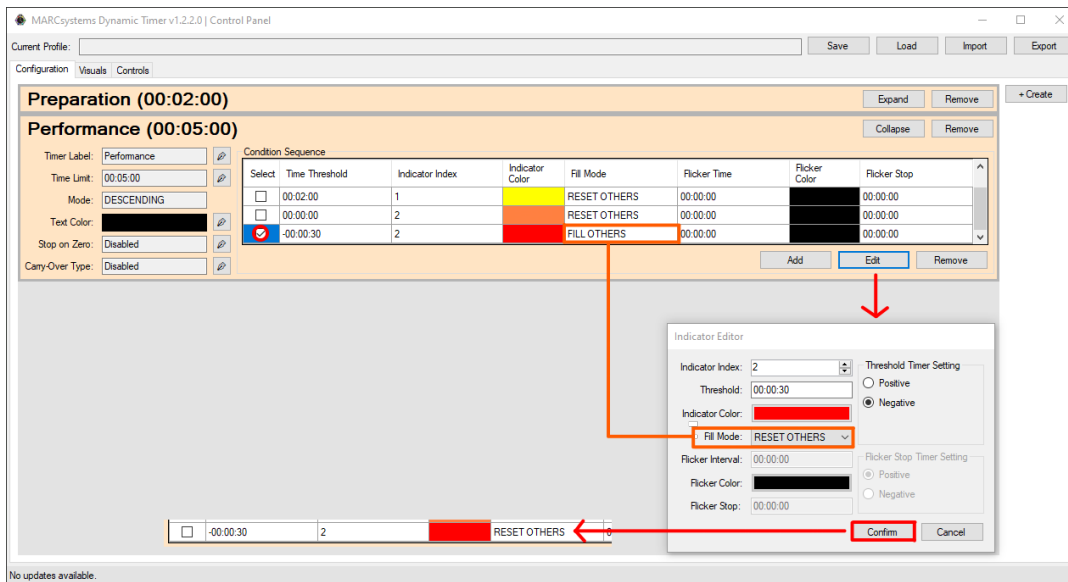 MARCsystems Dynamic Timer v1.2.2.0 | Control Panel
Current Profile: Save Load Import Export
Configuration Visuals Controls
Preparation (00:02:00) Expand Remove + Create
Performance (00:05:00) Collapse Remove
Timer Label: Performance
Time Limit: 00:05:00
Mode: DESCENDING
Text Color:
Stop on Zero: Disabled
Carry-Over Type: Disabled
Condition Sequence
Select Time Threshold Indicator Index Indicator Color Fill Mode Flicker Time Flicker Color Flicker Stop
00:02:00 1 RESET OTHERS 00:00:00 00:00:00
00:00:00 2 RESET OTHERS 00:00:00 00:00:00
-00:00:30 2 FILL OTHERS 00:00:00 00:00:00
Add Edit Remove
Indicator Editor
Indicator Index: 2
Threshold: 00:00:30
Indicator Color:
Fill Mode: RESET OTHERS
Flicker Interval: 00:00:00
Flicker Color:
Flicker Stop: 00:00:00
Threshold Timer Setting
Positive
Negative
Flicker Stop Timer Setting
Positive
Negative
Confirm Cancel
-00:00:30 2 RESET OTHERS
No updates available.